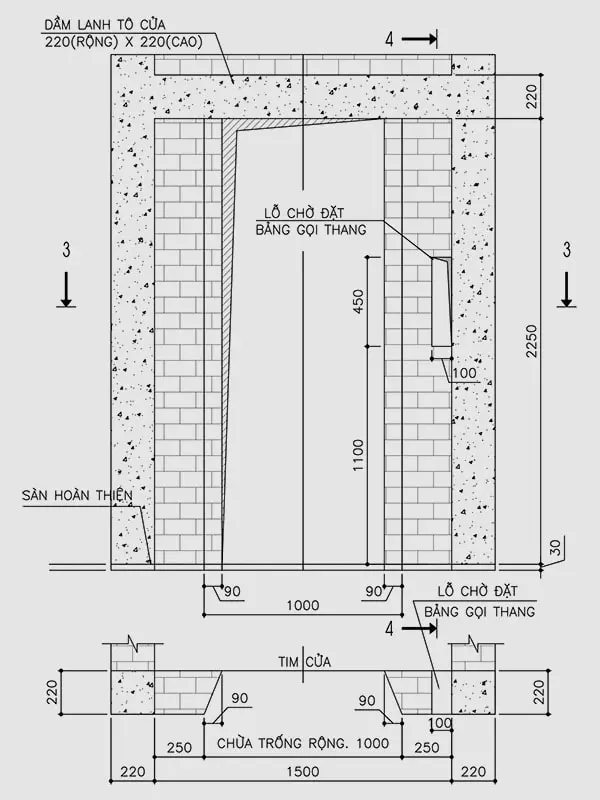 DẦM LANH TÔ CỬA
220(RỘNG) X 220(CAO)
4
220
LỖ CHỜ ĐẶT
BẢNG GỌI THANG
3
3
450
2250
100
1100
SÀN HOÀN THIỆN
30
90
90
1000
LỖ CHỜ ĐẶT
BẢNG GỌI THANG
4
TIM CỬA
220
90
90
220
100
250
CHỪA TRỐNG RỘNG. 1000
250
220
1500
220